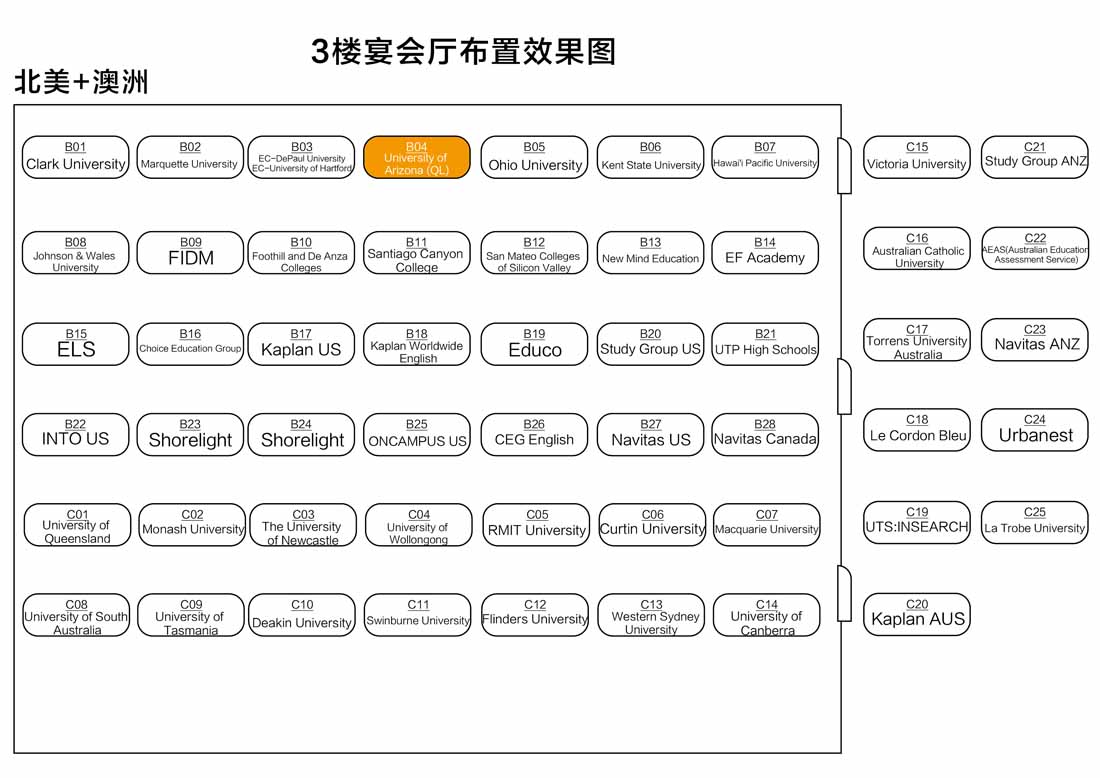 3楼宴会厅布置效果图
北美+澳洲
B01
Clark University
B02
Marquette University
B03
EC-DePaul University
EC-University of Hartford
B04
University of
Arizona (QL)
B05
Ohio University
B06
Kent State University
B07
Hawai'i Pacific University
C15
Victoria University
C21
Study Group ANZ
B08
Johnson & Wales
University
B09
FIDM
B10
Foothill and De Anza
Colleges
B11
Santiago Canyon
College
B12
San Mateo Colleges
of Silicon Valley
B13
New Mind Education
B14
EF Academy
C16
Australian Catholic
University
C22
AEAS(Australian Education
Assessment Service)
B15
ELS
B16
Choice Education Group
B17
Kaplan US
B18
Kaplan Worldwide
English
B19
Educo
B20
Study Group US
B21
UTP High Schools
C17
Torrens University
Australia
C23
Navitas ANZ
B22
INTO US
B23
Shorelight
B24
Shorelight
B25
ONCAMPUS US
B26
CEG English
B27
Navitas US
B28
Navitas Canada
C18
Le Cordon Bleu
C24
Urbanest
C01
University of
Queensland
C02
Monash University
C03
The University
of Newcastle
C04
University of
Wollongong
C05
RMIT University
C06
Curtin University
C07
Macquarie University
C19
UTS:INSEARCH
C25
La Trobe University
C08
University of South
Australia
C09
University of
Tasmania
C10
Deakin University
C11
Swinburne University
C12
Flinders University
C13
Western Sydney
University
C14
University of
Canberra
C20
Kaplan AUS